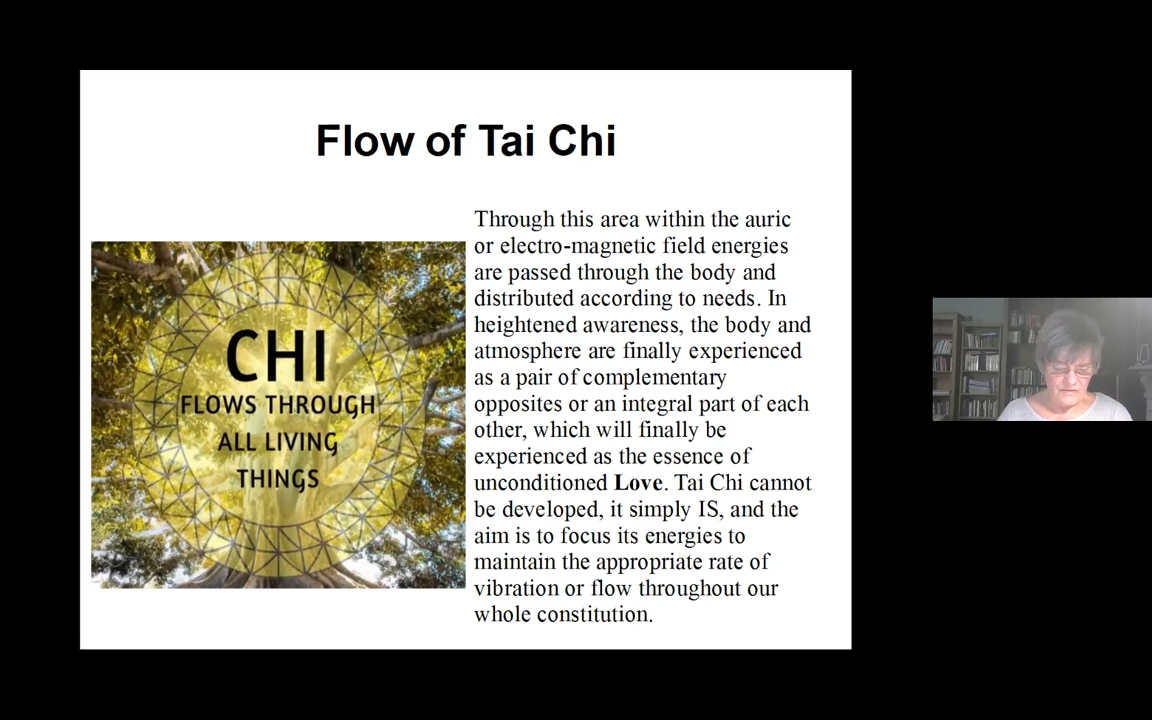 Flow of Tai Chi
CHI
FLOWS THROUGH
ALL LIVING
THINGS
Through this area within the auric
or electro-magnetic field energies
are passed through the body and
distributed according to needs. In
heightened awareness, the body and
atmosphere are finally experienced
as a pair of complementary
opposites or an integral part of each
other, which will finally be
experienced as the essence of
unconditioned Love. Tai Chi cannot
be developed, it simply IS, and the
aim is to focus its energies to
maintain the appropriate rate of
vibration or flow throughout our
whole constitution.